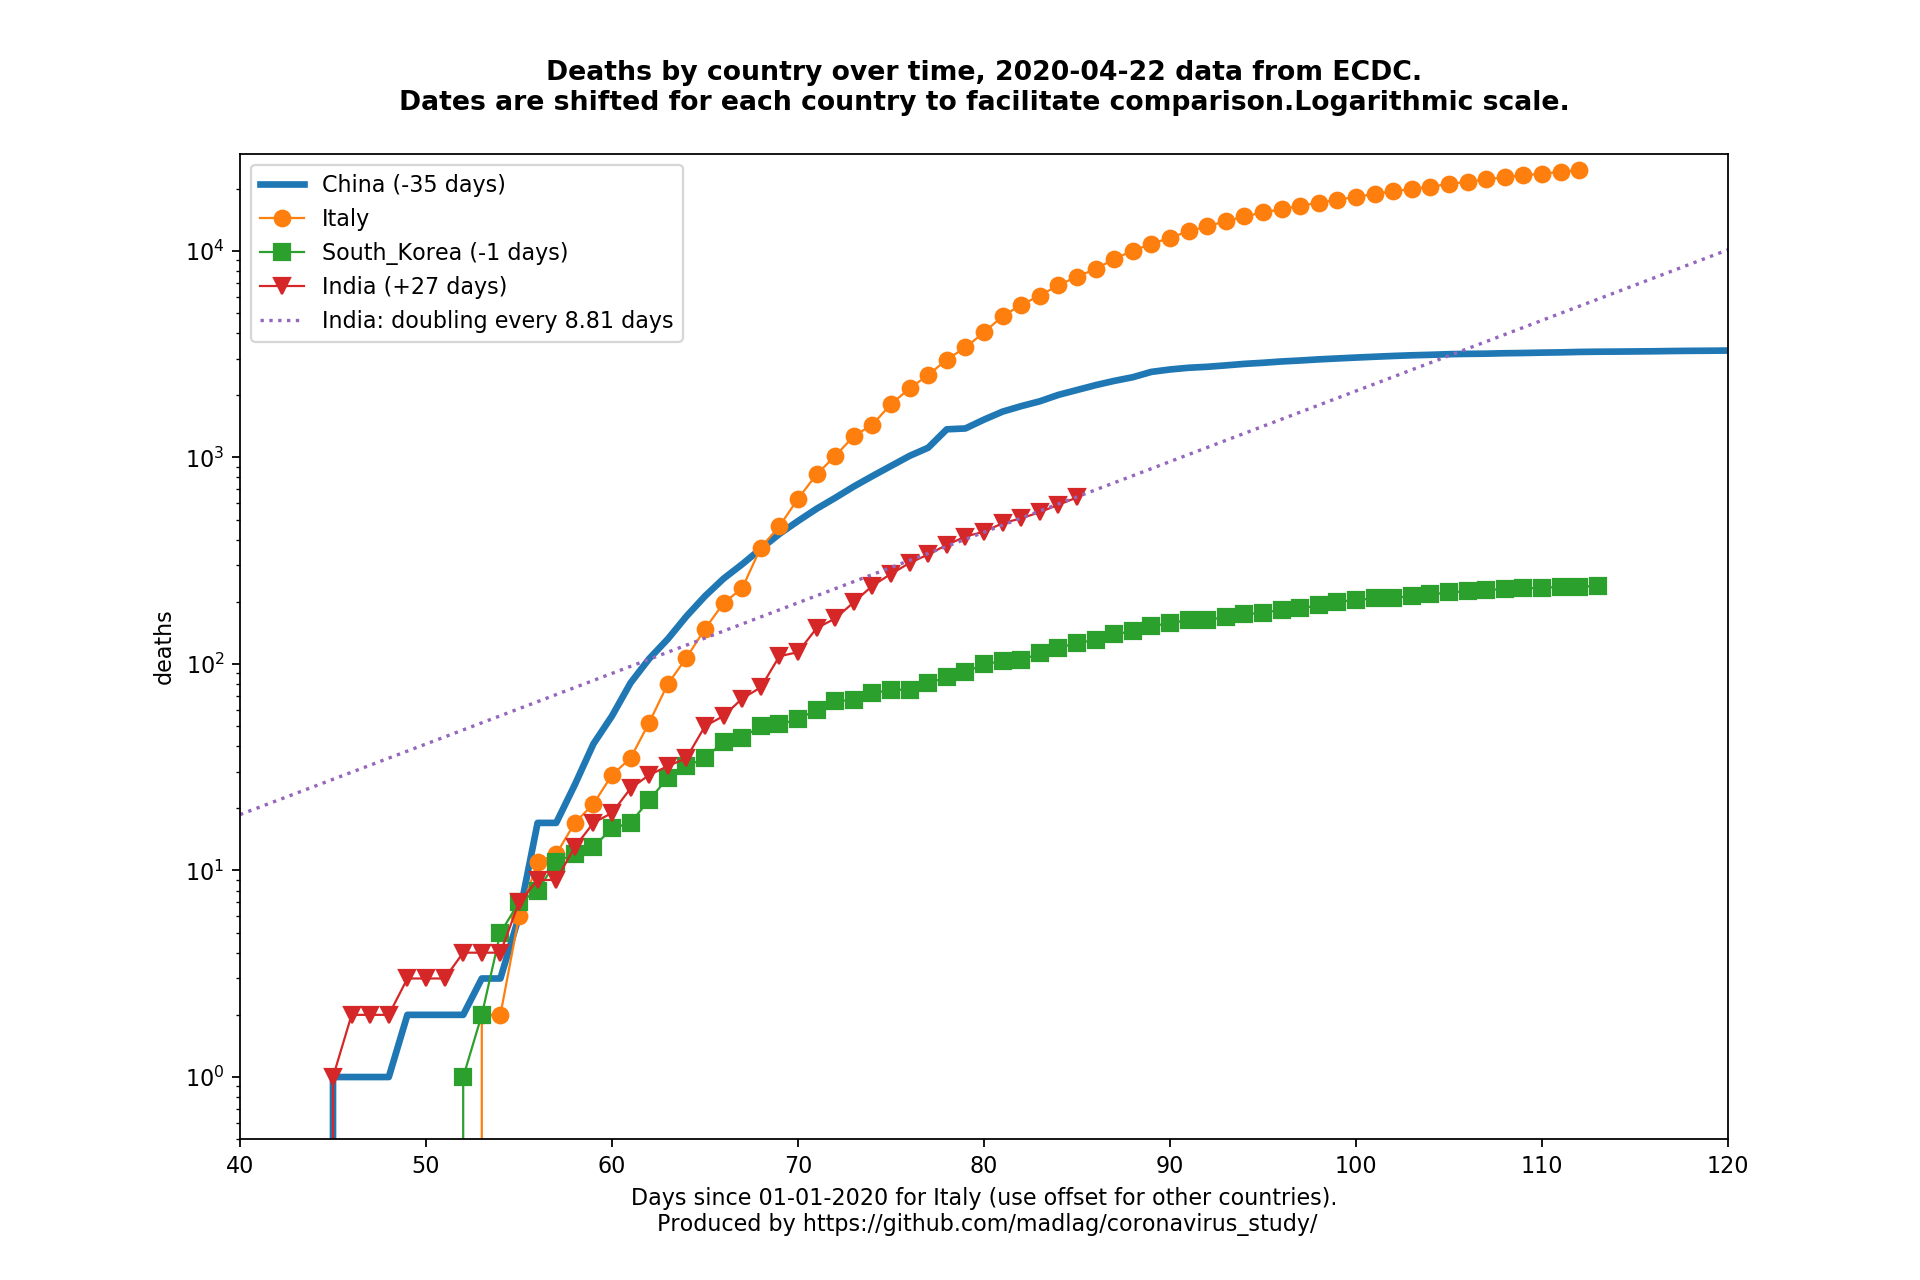 Deaths by country over time, 2020-04-22 data from ECDC.
Dates are shifted for each country to facilitate comparison.Logarithmic scale.
China (-35 days)
Italy
South_Korea (-1 days)
India (+27 days)
India: doubling every 8.81 days
10⁴
10³
10²
10¹
10⁰
deaths
40 50 60 70 80 90 100 110 120
Days since 01-01-2020 for Italy (use offset for other countries).
Produced by https://github.com/madlag/coronavirus_study/